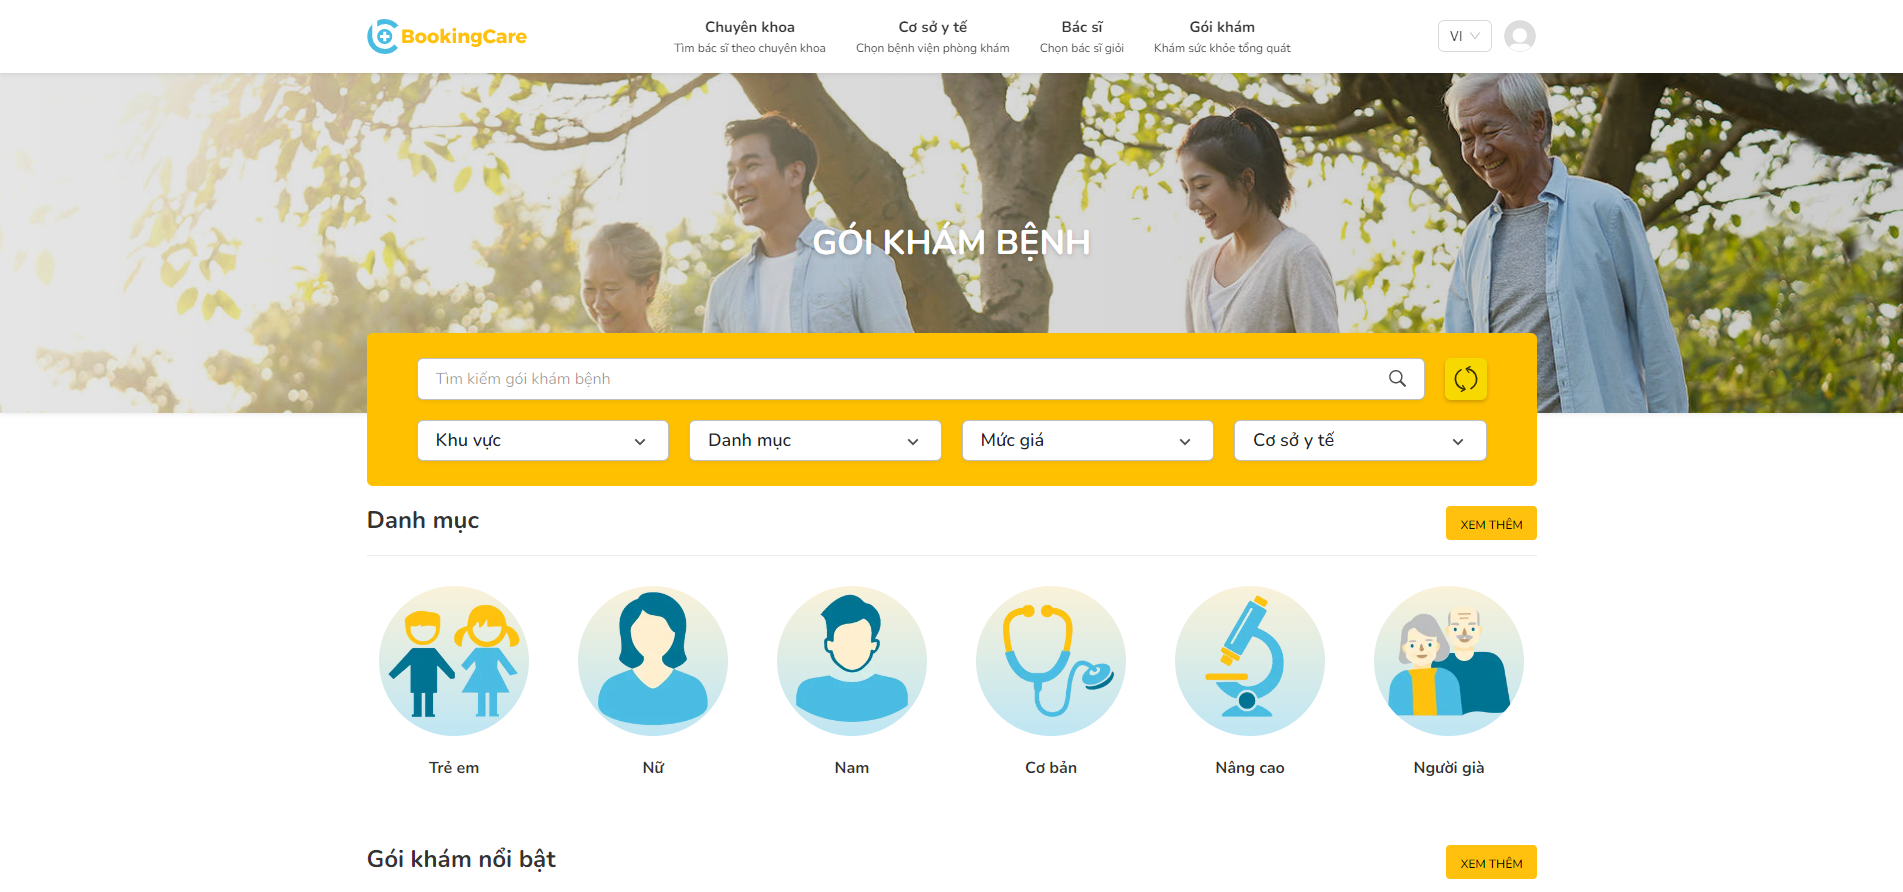 BookingCare
Chuyên khoa
Tìm bác sĩ theo chuyên khoa
Cơ sở y tế
Chọn bệnh viện phòng khám
Bác sĩ
Chọn bác sĩ giỏi
Gói khám
Khám sức khỏe tổng quát
VI
GÓI KHÁM BỆNH
Tìm kiếm gói khám bệnh
Khu vực
Danh mục
Mức giá
Cơ sở y tế
Danh mục
XEM THÊM
Trẻ em
Nữ
Nam
Cơ bản
Nâng cao
Người già
Gói khám nổi bật
XEM THÊM